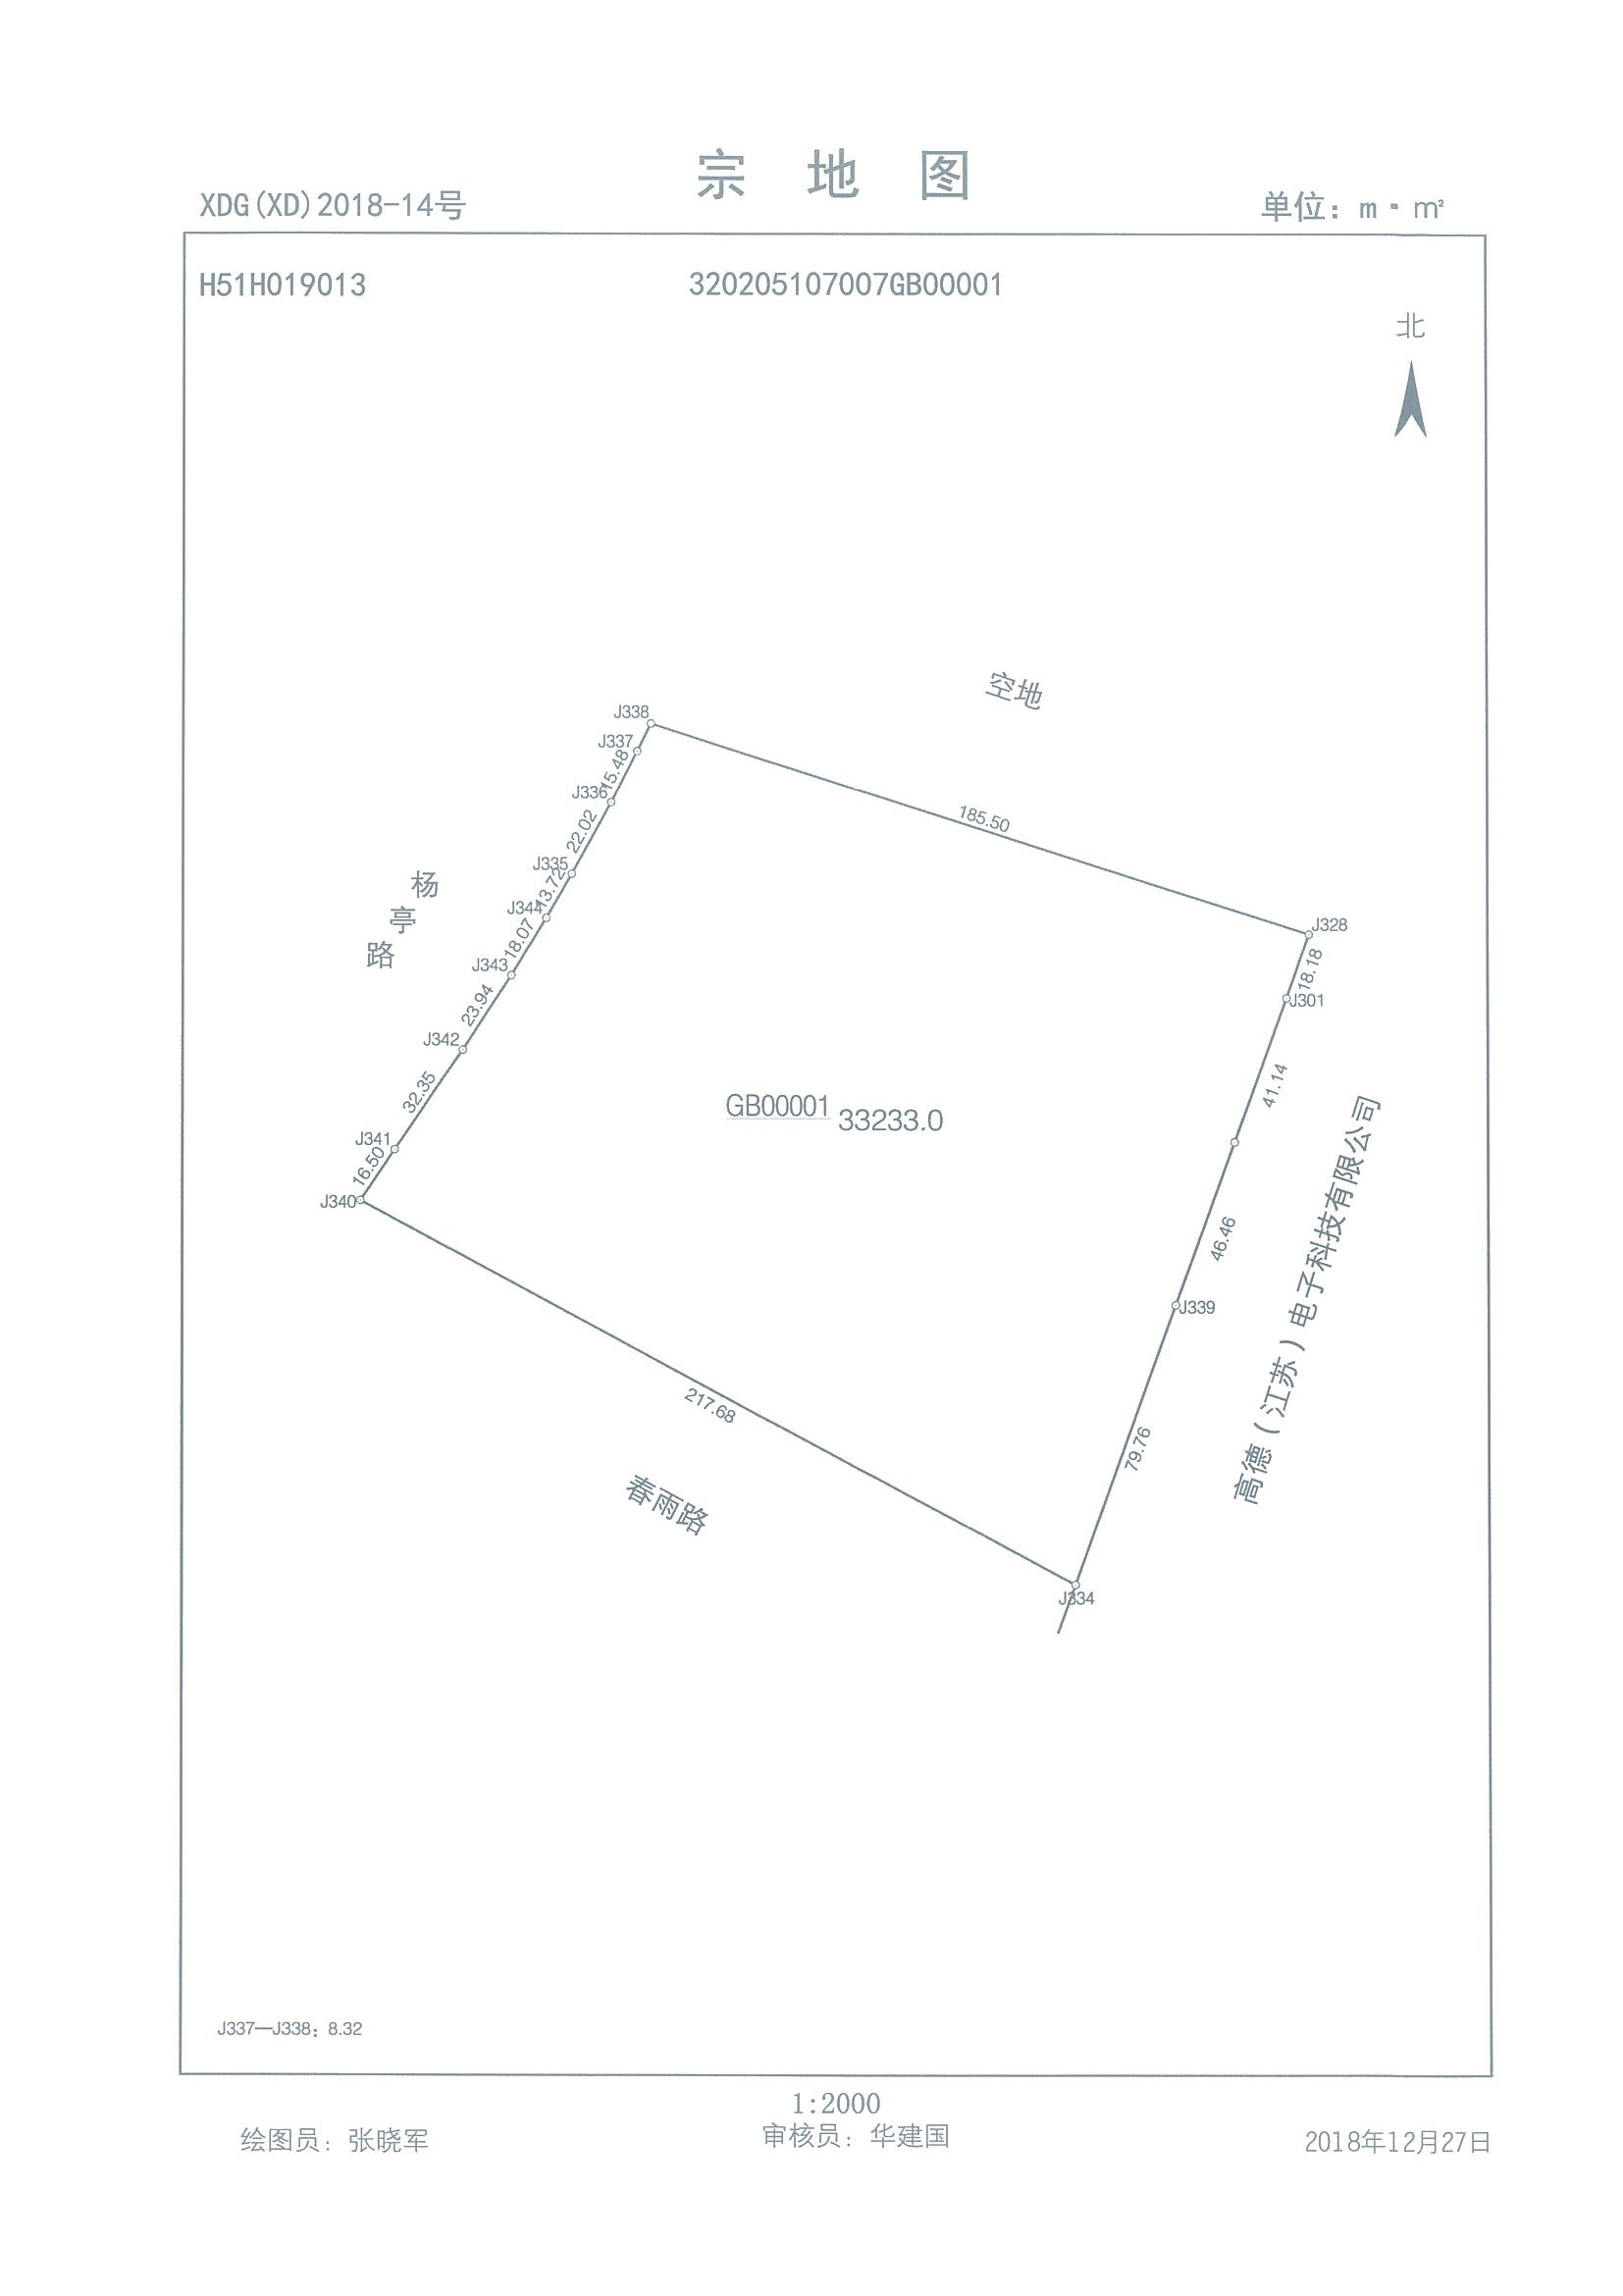 宗 地 图
XDG(XD)2018-14号
单位：m·㎡
H51H019013
320205107007GB00001
北
空地
J338
J337
15.48
J336
22.02
185.50
J335
13.72
杨亭路
J344
18.07
J328
18.18
J343
J301
23.94
J342
41.14
32.35
GB00001 33233.0
J341
16.50
J340
46.46
高德（江苏）电子科技有限公司
J339
217.68
79.76
春雨路
J334
J337—J338：8.32
1:2000
绘图员：张晓军
审核员：华建国
2018年12月27日